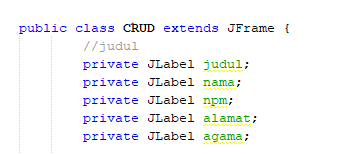 public class CRUD extends JFrame {
//judul
private JLabel judul;
private JLabel nama;
private JLabel npm;
private JLabel alamat;
private JLabel agama;